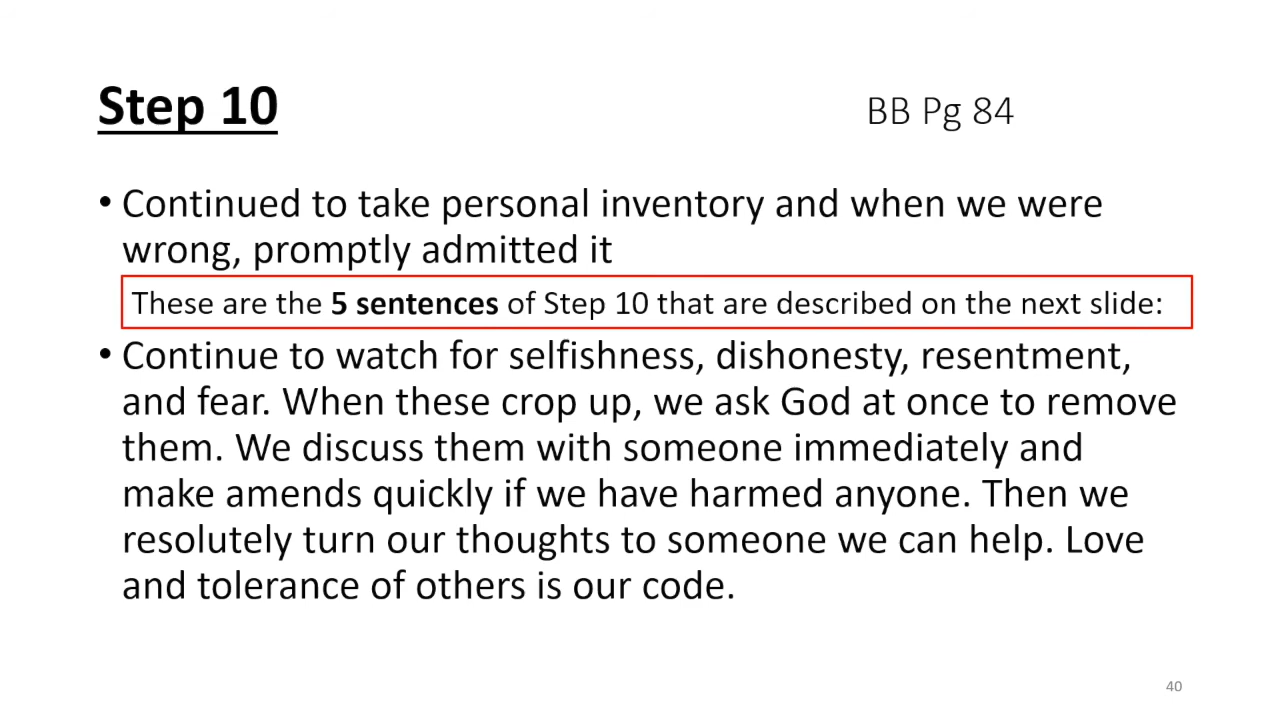 Step 10
BB Pg 84
• Continued to take personal inventory and when we were
wrong, promptly admitted it
These are the 5 sentences of Step 10 that are described on the next slide:
• Continue to watch for selfishness, dishonesty, resentment,
and fear. When these crop up, we ask God at once to remove
them. We discuss them with someone immediately and
make amends quickly if we have harmed anyone. Then we
resolutely turn our thoughts to someone we can help. Love
and tolerance of others is our code.
40